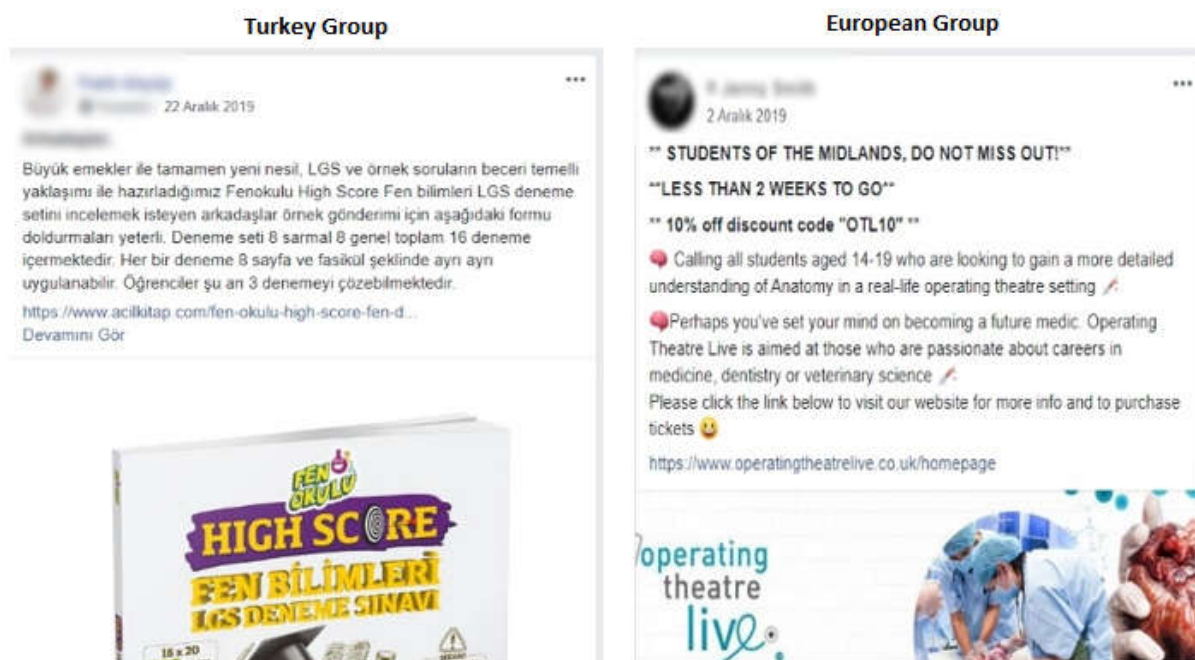 Turkey Group
22 Aralık 2019
Büyük emekler ile tamamen yeni nesil, LGS ve örnek soruların beceri temelli
yaklaşımı ile hazırladığımız Fenokulu High Score Fen bilimleri LGS deneme
setini incelemek isteyen arkadaşlar örnek gönderimi için aşağıdaki formu
doldurmaları yeterli. Deneme seti 8 sarmal 8 genel toplam 16 deneme
içermektedir. Her bir deneme 8 sayfa ve fasikül şeklinde ayrı ayrı
uygulanabilir. Öğrenciler şu an 3 denemeyi çözebilmektedir.
https://www.acilkitap.com/fen-okulu-high-score-fen-d...
Devamını Gör
FEN
OKULU
HIGH SCORE
FEN BİLİMLERİ
LGS DENEME SINAVI
16 x 20
European Group
2 Aralık 2019
** STUDENTS OF THE MIDLANDS, DO NOT MISS OUT!**
**LESS THAN 2 WEEKS TO GO**
** 10% off discount code "OTL10" **
Calling all students aged 14-19 who are looking to gain a more detailed
understanding of Anatomy in a real-life operating theatre setting
Perhaps you've set your mind on becoming a future medic. Operating
Theatre Live is aimed at those who are passionate about careers in
medicine, dentistry or veterinary science
Please click the link below to visit our website for more info and to purchase
tickets
https://www.operatingtheatrelive.co.uk/homepage
operating
theatre
live